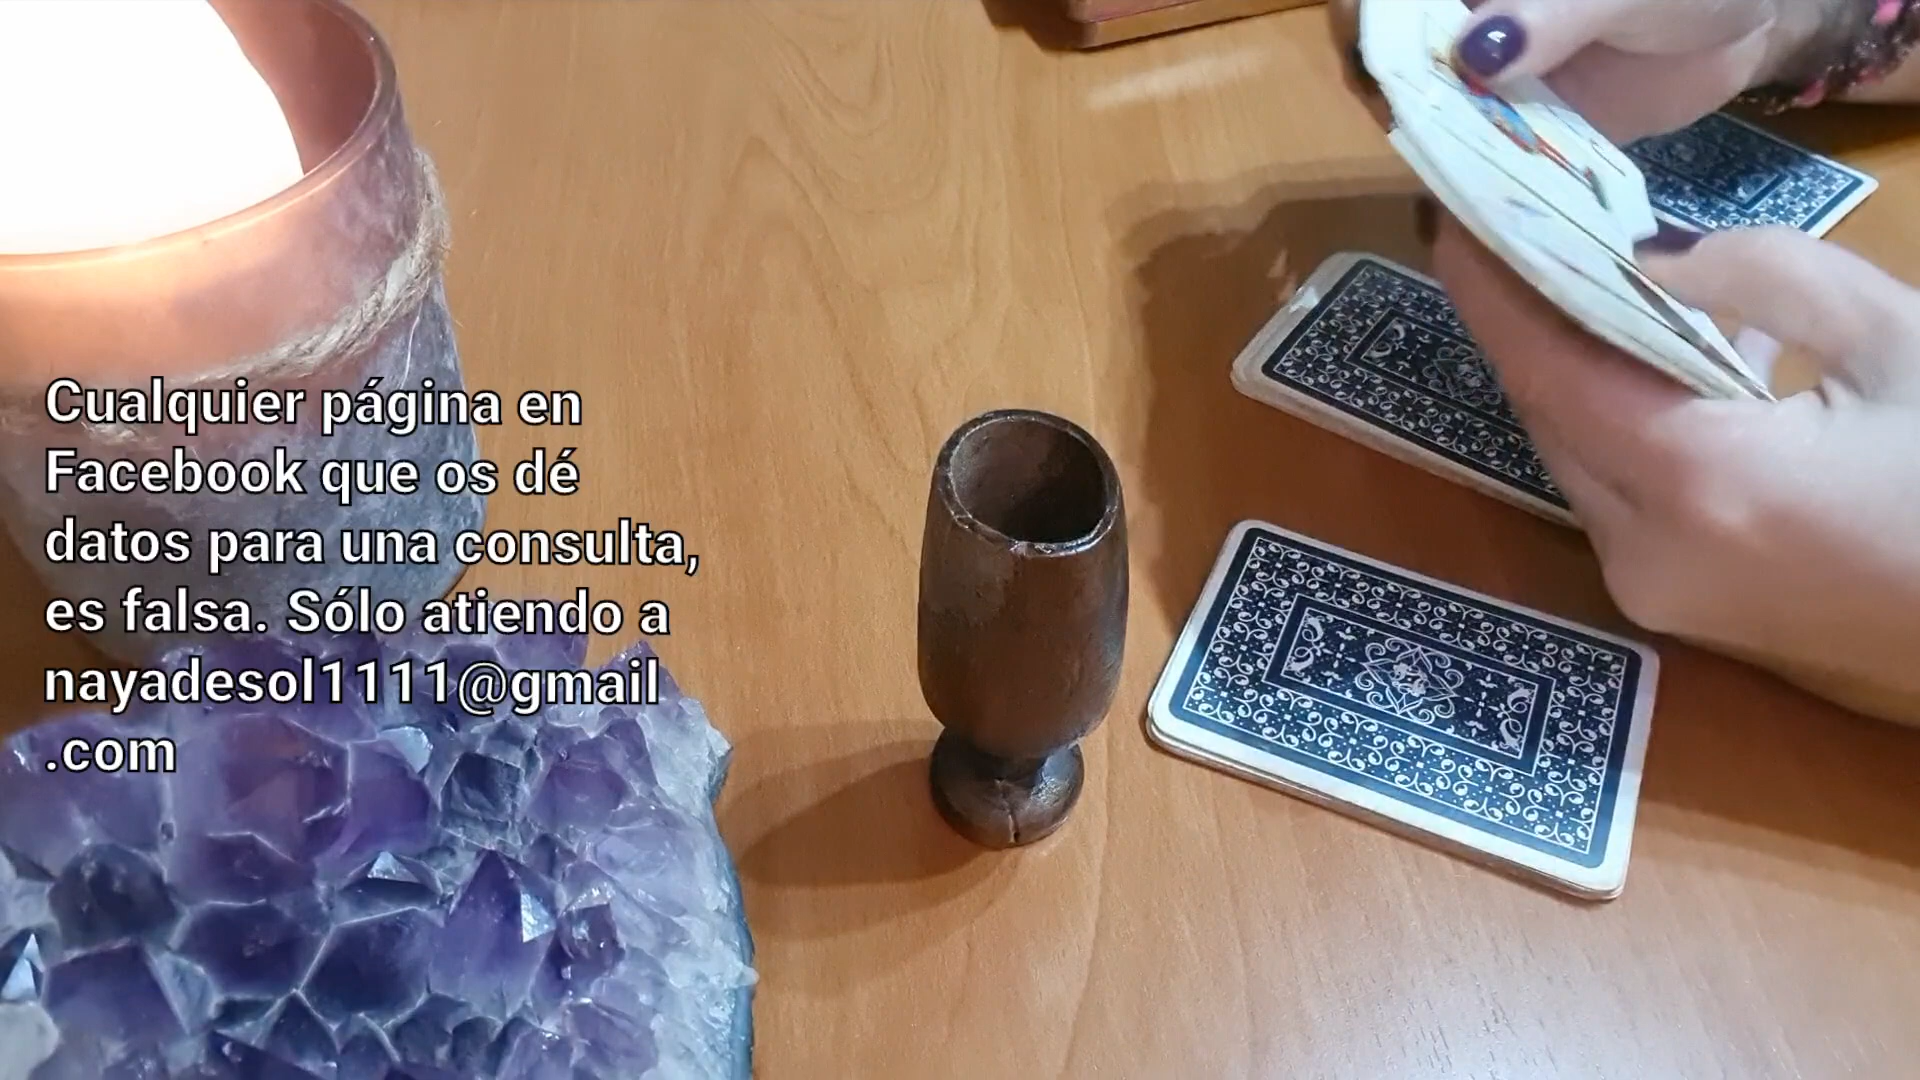 Cualquier página en
Facebook que os dé
datos para una consulta,
es falsa. Sólo atiendo a
nayadesol1111@gmail
.com